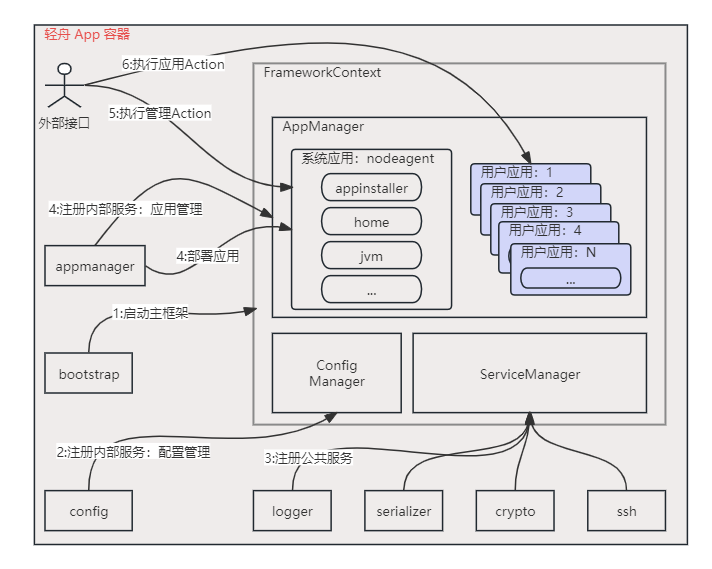 轻舟 App 容器
6:执行应用Action
FrameworkContext
外部接口
5:执行管理Action
AppManager
系统应用：nodeagent
appinstaller
home
jvm
...
用户应用：1
用户应用：2
用户应用：3
用户应用：4
用户应用：N
...
4:注册内部服务：应用管理
appmanager
4:部署应用
1:启动主框架
bootstrap
Config
Manager
ServiceManager
2:注册内部服务：配置管理
3:注册公共服务
config
logger
serializer
crypto
ssh